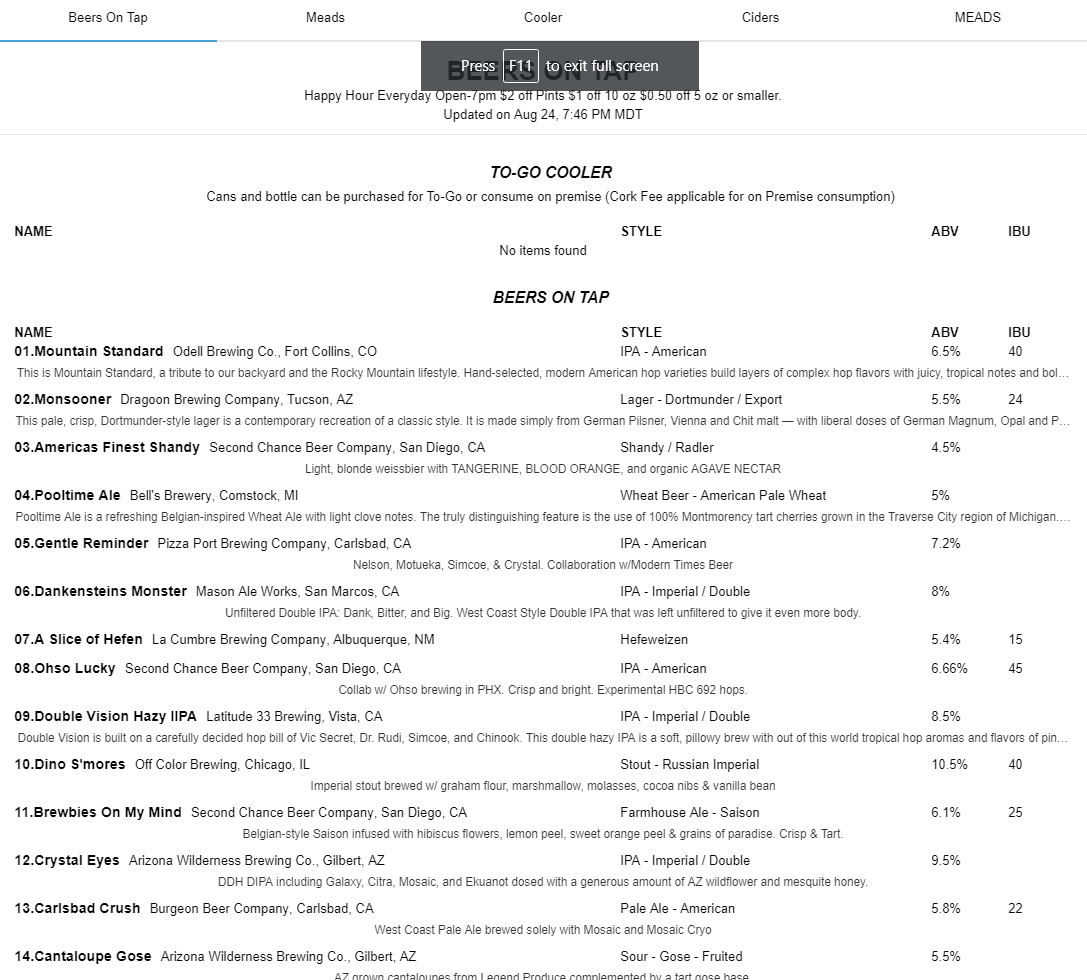 Beers On Tap Meads Cooler Ciders MEADS
BEERS ON TAP
Press F11 to exit full screen
Happy Hour Everyday Open-7pm $2 off Pints $1 off 10 oz $0.50 off 5 oz or smaller.
Updated on Aug 24, 7:46 PM MDT
TO-GO COOLER
Cans and bottle can be purchased for To-Go or consume on premise (Cork Fee applicable for on Premise consumption)
NAME STYLE ABV IBU
No items found
BEERS ON TAP
NAME STYLE ABV IBU
01.Mountain Standard Odell Brewing Co., Fort Collins, CO IPA - American 6.5% 40
This is Mountain Standard, a tribute to our backyard and the Rocky Mountain lifestyle. Hand-selected, modern American hop varieties build layers of complex hop flavors with juicy, tropical notes and bol...
02.Monsooner Dragoon Brewing Company, Tucson, AZ Lager - Dortmunder / Export 5.5% 24
This pale, crisp, Dortmunder-style lager is a contemporary recreation of a classic style. It is made simply from German Pilsner, Vienna and Chit malt — with liberal doses of German Magnum, Opal and P...
03.Americas Finest Shandy Second Chance Beer Company, San Diego, CA Shandy / Radler 4.5%
Light, blonde weissbier with TANGERINE, BLOOD ORANGE, and organic AGAVE NECTAR
04.Pooltime Ale Bell's Brewery, Comstock, MI Wheat Beer - American Pale Wheat 5%
Pooltime Ale is a refreshing Belgian-inspired Wheat Ale with light clove notes. The truly distinguishing feature is the use of 100% Montmorency tart cherries grown in the Traverse City region of Michigan....
05.Gentle Reminder Pizza Port Brewing Company, Carlsbad, CA IPA - American 7.2%
Nelson, Motueka, Simcoe, & Crystal. Collaboration w/Modern Times Beer
06.Dankensteins Monster Mason Ale Works, San Marcos, CA IPA - Imperial / Double 8%
Unfiltered Double IPA: Dank, Bitter, and Big. West Coast Style Double IPA that was left unfiltered to give it even more body.
07.A Slice of Hefen La Cumbre Brewing Company, Albuquerque, NM Hefeweizen 5.4% 15
08.Ohso Lucky Second Chance Beer Company, San Diego, CA IPA - American 6.66% 45
Collab w/ Ohso brewing in PHX. Crisp and bright. Experimental HBC 692 hops.
09.Double Vision Hazy IIPA Latitude 33 Brewing, Vista, CA IPA - Imperial / Double 8.5%
Double Vision is built on a carefully decided hop bill of Vic Secret, Dr. Rudi, Simcoe, and Chinook. This double hazy IPA is a soft, pillowy brew with out of this world tropical hop aromas and flavors of pin...
10.Dino S'mores Off Color Brewing, Chicago, IL Stout - Russian Imperial 10.5% 40
Imperial stout brewed w/ graham flour, marshmallow, molasses, cocoa nibs & vanilla bean
11.Brewbies On My Mind Second Chance Beer Company, San Diego, CA Farmhouse Ale - Saison 6.1% 25
Belgian-style Saison infused with hibiscus flowers, lemon peel, sweet orange peel & grains of paradise. Crisp & Tart.
12.Crystal Eyes Arizona Wilderness Brewing Co., Gilbert, AZ IPA - Imperial / Double 9.5%
DDH DIPA including Galaxy, Citra, Mosaic, and Ekuanot dosed with a generous amount of AZ wildflower and mesquite honey.
13.Carlsbad Crush Burgeon Beer Company, Carlsbad, CA Pale Ale - American 5.8% 22
West Coast Pale Ale brewed solely with Mosaic and Mosaic Cryo
14.Cantaloupe Gose Arizona Wilderness Brewing Co., Gilbert, AZ Sour - Gose - Fruited 5.5%
AZ grown cantaloupes from Legend Produce complemented by a tart gose base